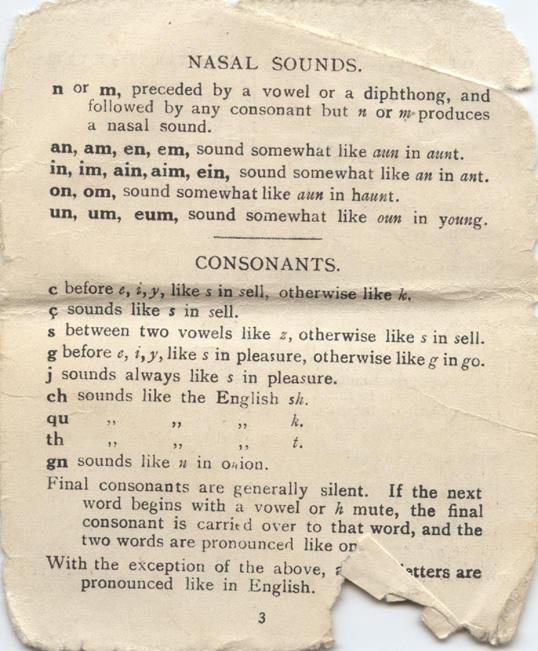 NASAL SOUNDS.
n or m, preceded by a vowel or a diphthong, and
followed by any consonant but n or m produces
a nasal sound.
an, am, en, em, sound somewhat like aun in aunt.
in, im, ain, aim, ein, sound somewhat like an in ant.
on, om, sound somewhat like aun in haunt.
un, um, eum, sound somewhat like oun in young.
CONSONANTS.
c before e, i, y, like s in sell, otherwise like k.
ç sounds like s in sell.
s between two vowels like z, otherwise like s in sell.
g before e, i, y, like s in pleasure, otherwise like g in go.
j sounds always like s in pleasure.
ch sounds like the English sh.
qu ,, ,, ,, k.
th ,, ,, ,, t.
gn sounds like n in onion.
Final consonants are generally silent. If the next
word begins with a vowel or h mute, the final
consonant is carried over to that word, and the
two words are pronounced like
With the exception of the above, letters are
pronounced like in English.
3